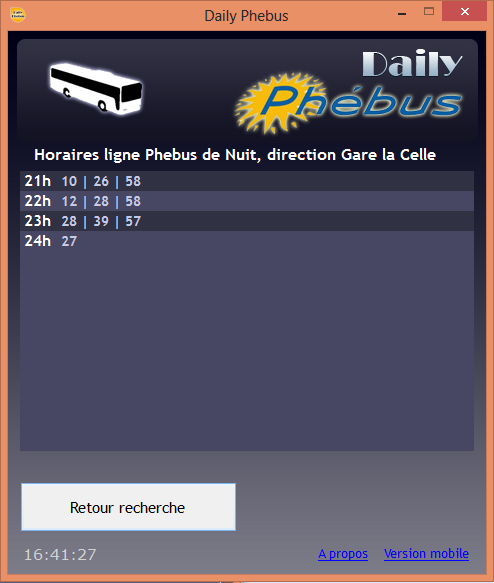 Daily Phebus
Daily
Phébus
Horaires ligne Phebus de Nuit, direction Gare la Celle
21h 10 | 26 | 58
22h 12 | 28 | 58
23h 28 | 39 | 57
24h 27
Retour recherche
16:41:27 A propos Version mobile